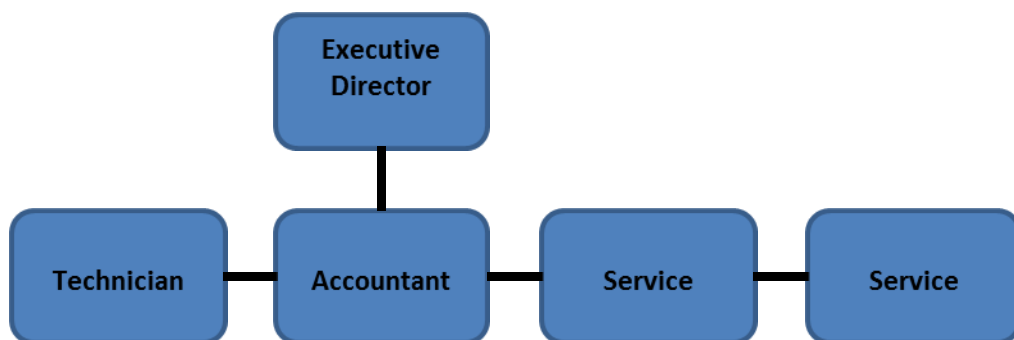 Executive
Director
Technician
Accountant
Service
Service